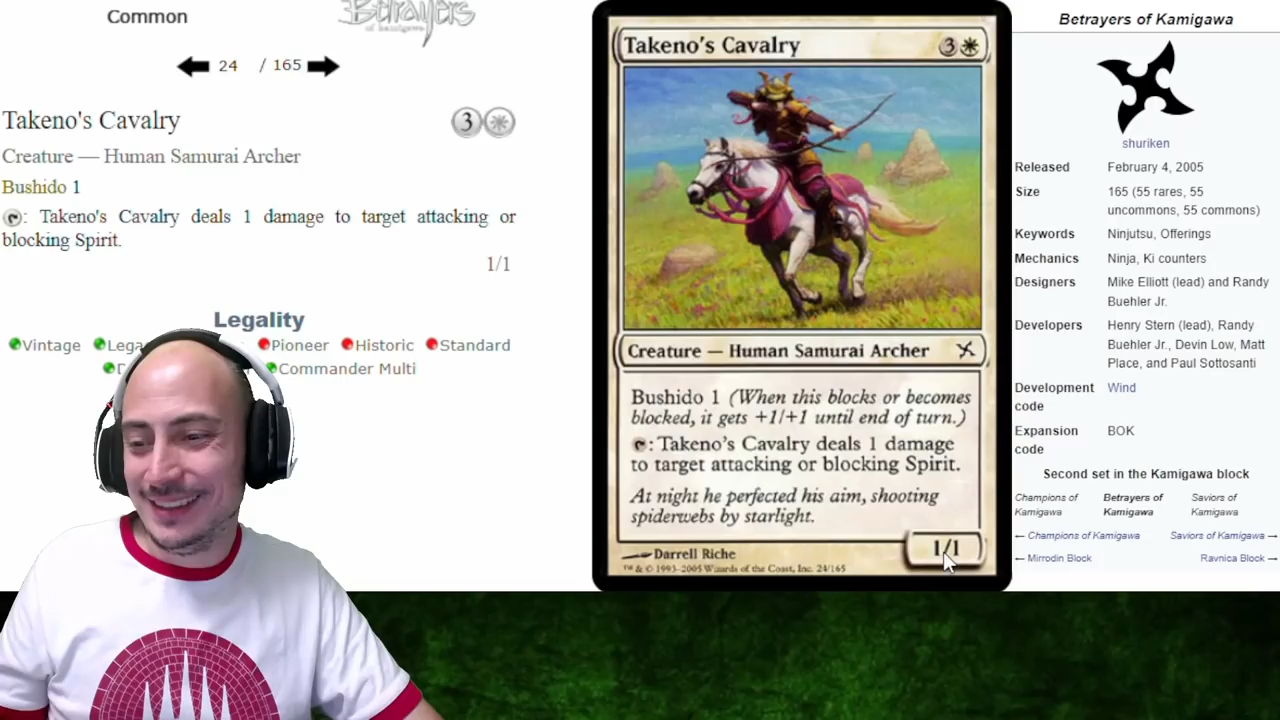 Common
Betrayers
of kamigawa
24 / 165
Takeno's Cavalry
3
Creature — Human Samurai Archer
Bushido 1
: Takeno's Cavalry deals 1 damage to target attacking or
blocking Spirit.
1/1
Legality
Vintage Lega Pioneer Historic Standard
Commander Multi
Takeno's Cavalry
3
Creature — Human Samurai Archer
Bushido 1 (When this blocks or becomes
blocked, it gets +1/+1 until end of turn.)
: Takeno's Cavalry deals 1 damage
to target attacking or blocking Spirit.
At night he perfected his aim, shooting
spiderwebs by starlight.
1/1
Darrell Riche
™ & © 1993-2005 Wizards of the Coast, Inc. 24/165
Betrayers of Kamigawa
shuriken
Released February 4, 2005
Size 165 (55 rares, 55
uncommons, 55 commons)
Keywords Ninjutsu, Offerings
Mechanics Ninja, Ki counters
Designers Mike Elliott (lead) and Randy
Buehler Jr.
Developers Henry Stern (lead), Randy
Buehler Jr., Devin Low, Matt
Place, and Paul Sottosanti
Development Wind
code
Expansion BOK
code
Second set in the Kamigawa block
Champions of Betrayers of Saviors of
Kamigawa Kamigawa Kamigawa
← Champions of Kamigawa Saviors of Kamigawa →
← Mirrodin Block Ravnica Block →